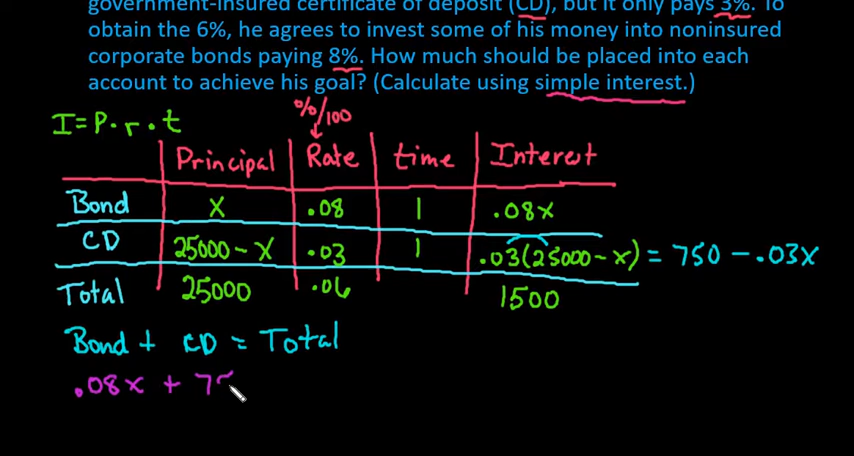 government-insured certificate of deposit (CD), but it only pays 3%. To
obtain the 6%, he agrees to invest some of his money into noninsured
corporate bonds paying 8%. How much should be placed into each
account to achieve his goal? (Calculate using simple interest.)
%/100
I=P.r.t
Principal Rate time Interest
Bond X .08 1 .08x
CD 25000-X .03 1 .03(25000-x) = 750 -.03X
Total 25000 .06 1500
Bond + CD = Total
.08x + 75